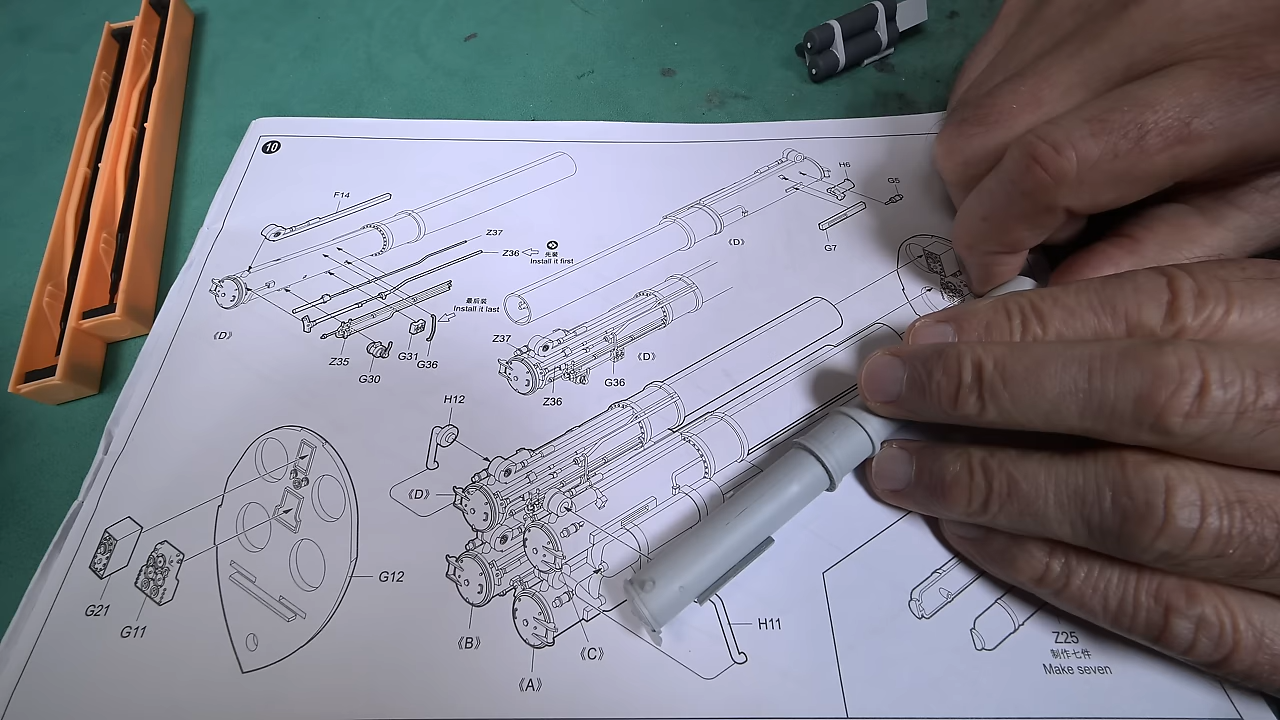 10
F14
Z37
Z36
先装
Install it first
最后装
Install it last
《D》
Z35
G30
G31
G36
H6
G5
G7
《D》
Z37
《D》
G36
Z36
H12
《D》
G21
G11
G12
《B》
《A》
《C》
H11
Z25
制作七件
Make seven